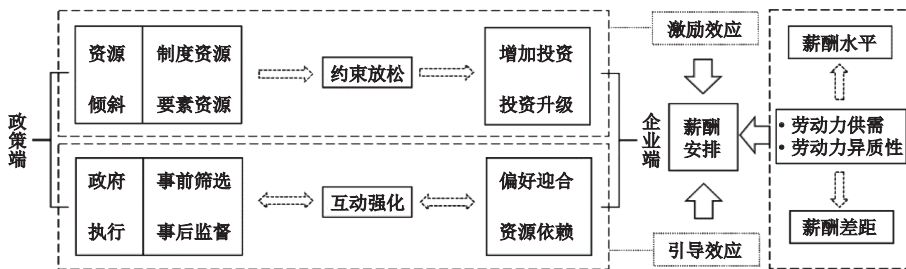 政策端
资源
倾斜
制度资源
要素资源
约束放松
增加投资
投资升级
政府
执行
事前筛选
事后监督
互动强化
偏好迎合
资源依赖
企业端
激励效应
薪酬
安排
引导效应
薪酬水平
• 劳动力供需
• 劳动力异质性
薪酬差距